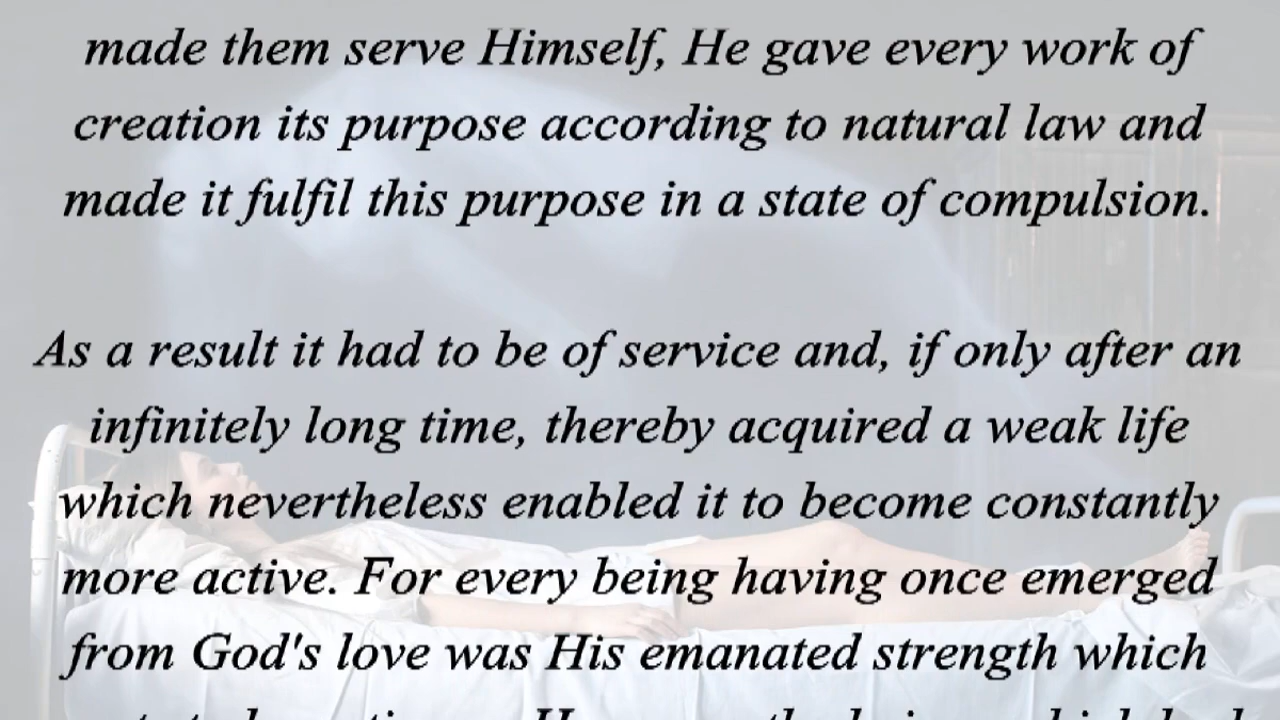 made them serve Himself, He gave every work of
creation its purpose according to natural law and
made it fulfil this purpose in a state of compulsion.
As a result it had to be of service and, if only after an
infinitely long time, thereby acquired a weak life
which nevertheless enabled it to become constantly
more active. For every being having once emerged
from God's love was His emanated strength which